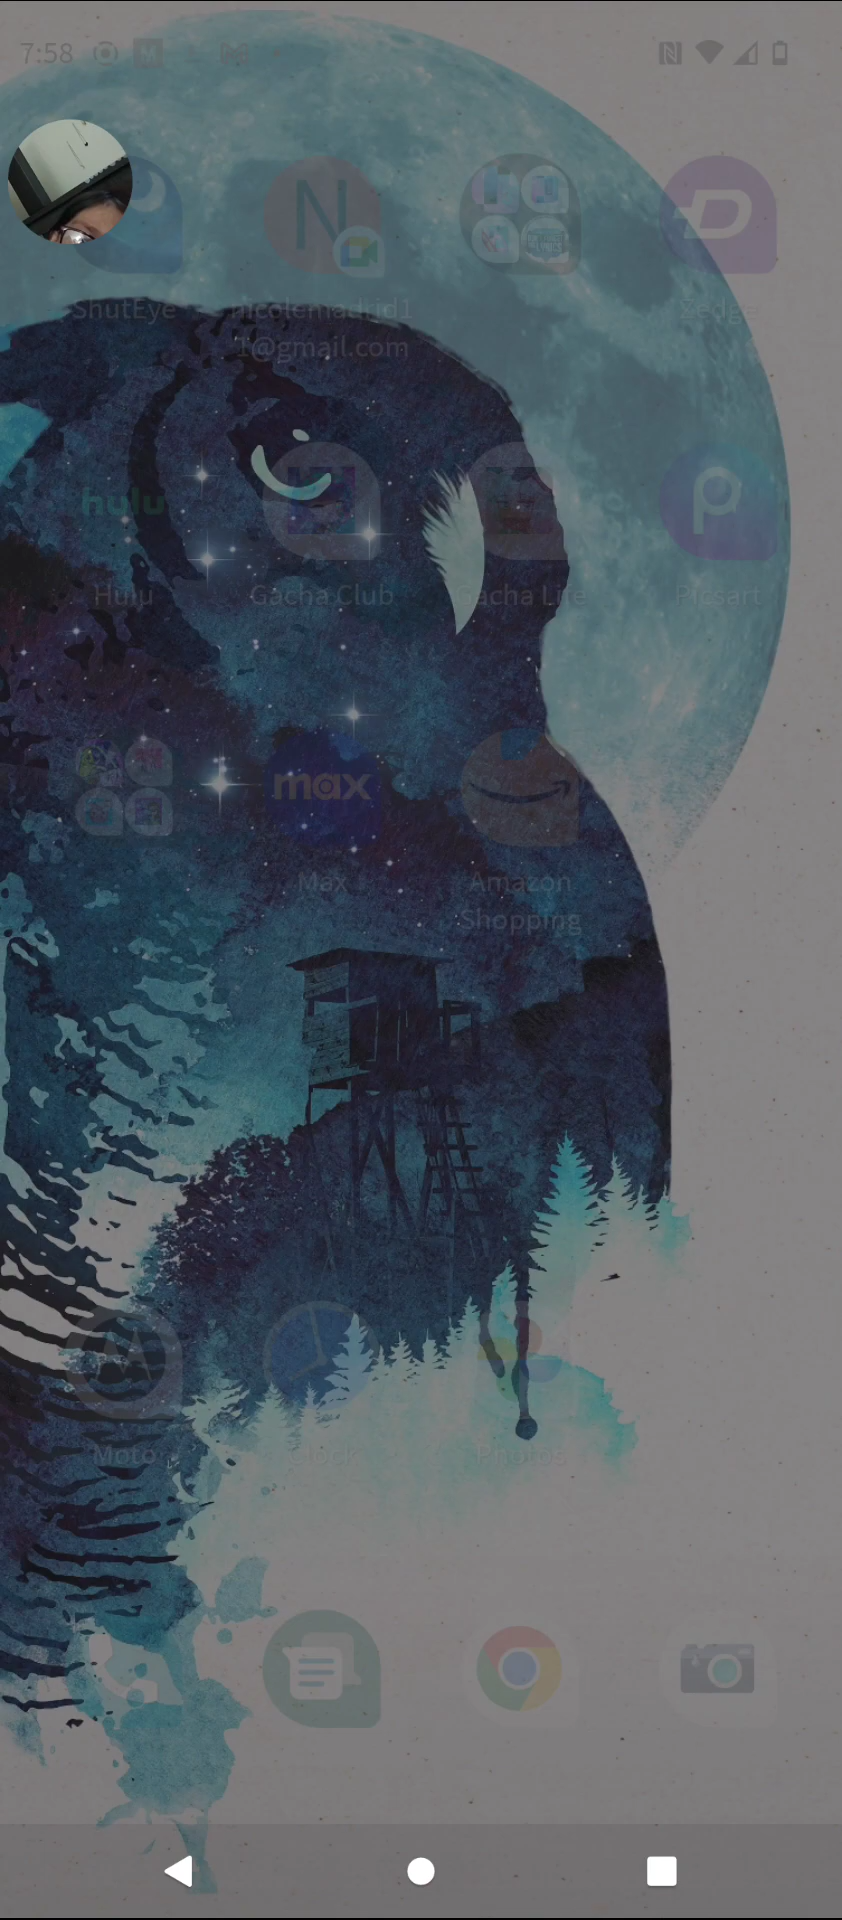 7:58
N
ShutEye
nicolemadrid1
1@gmail.com
Zedge
hulu
Hulu
Gacha Club
Gacha Life
Picsart
max
Max
Amazon
Shopping
Moto
Clock
Photos